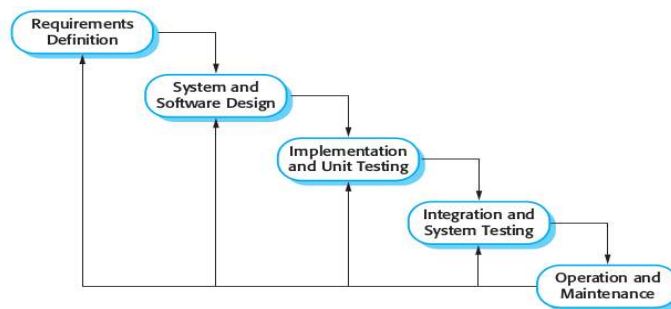 Requirements
Definition
System and
Software Design
Implementation
and Unit Testing
Integration and
System Testing
Operation and
Maintenance